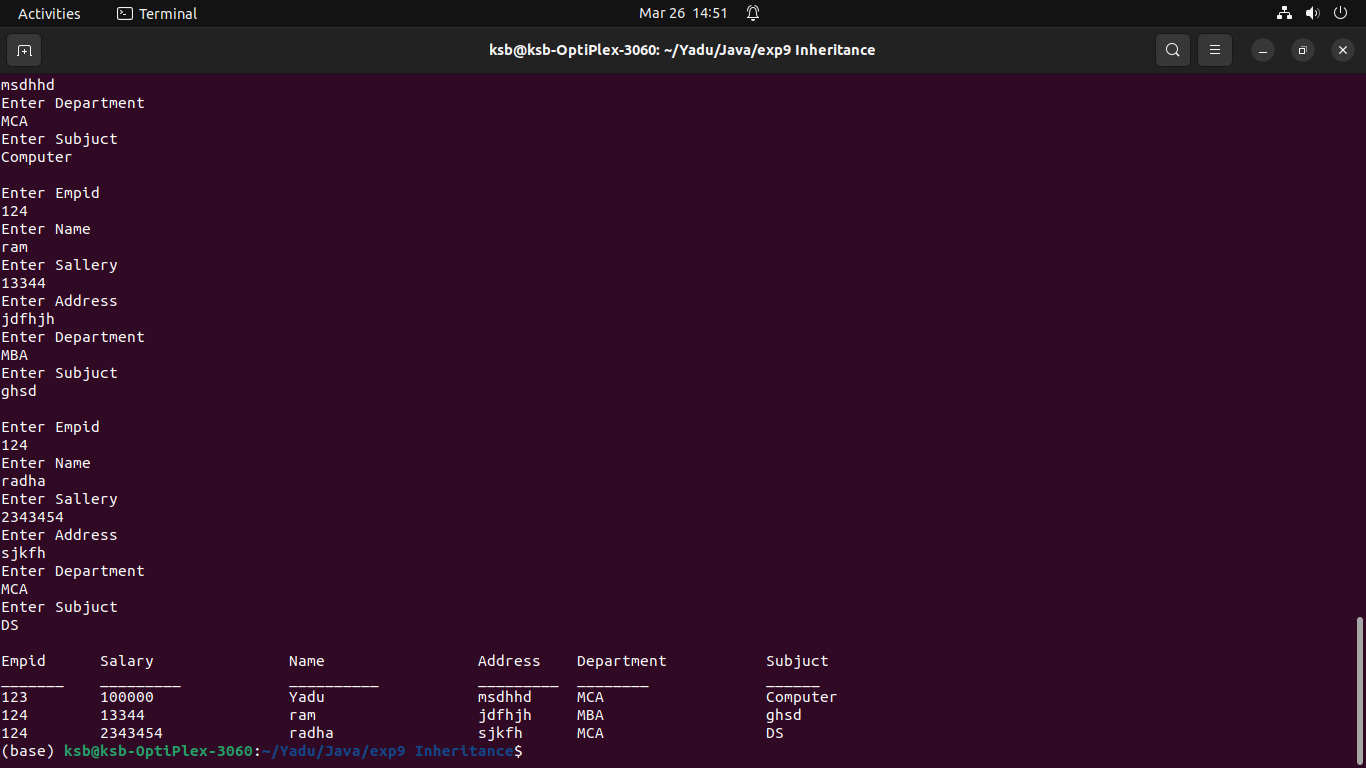 Activities Terminal Mar 26 14:51
ksb@ksb-OptiPlex-3060: ~/Yadu/Java/exp9 Inheritance
msdhhd
Enter Department
MCA
Enter Subjuct
Computer
Enter Empid
124
Enter Name
ram
Enter Sallery
13344
Enter Address
jdfhjh
Enter Department
MBA
Enter Subjuct
ghsd
Enter Empid
124
Enter Name
radha
Enter Sallery
2343454
Enter Address
sjkfh
Enter Department
MCA
Enter Subjuct
DS
Empid Salary Name Address Department Subjuct
_______ _________ __________ _________ ________ ______
123 100000 Yadu msdhhd MCA Computer
124 13344 ram jdfhjh MBA ghsd
124 2343454 radha sjkfh MCA DS
(base) ksb@ksb-OptiPlex-3060:~/Yadu/Java/exp9 Inheritance$